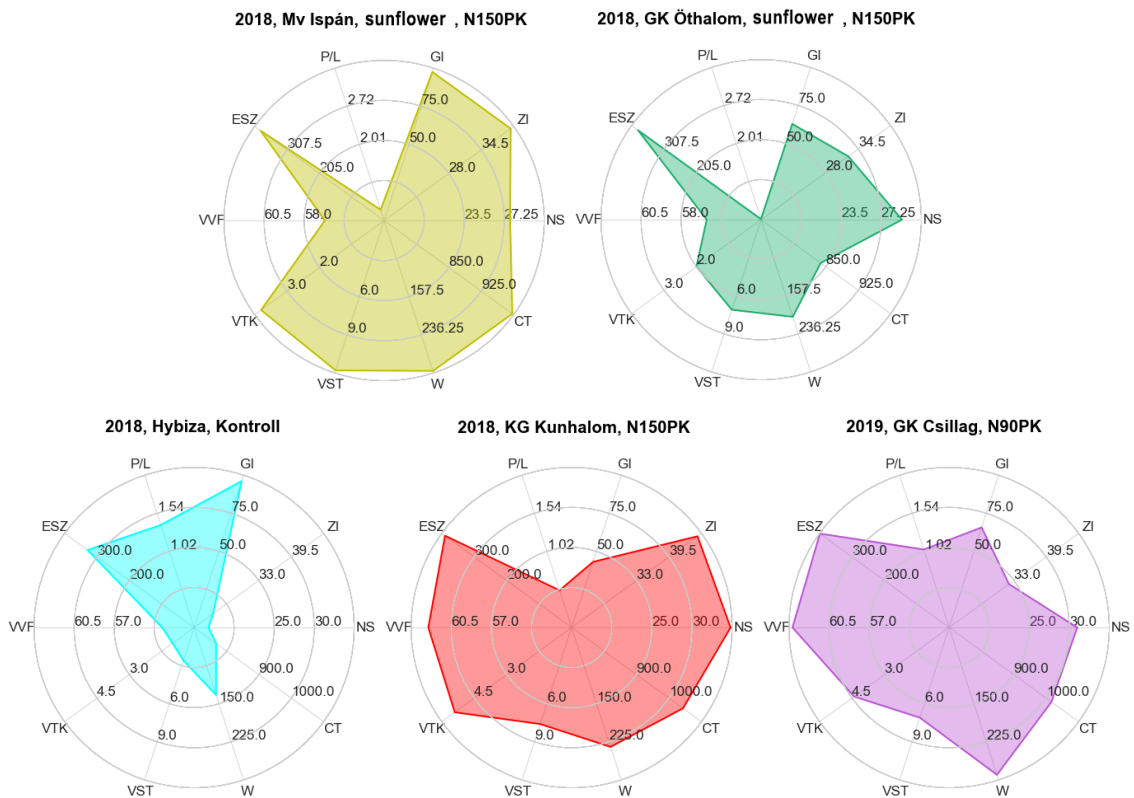 2018, Mv Ispán, sunflower , N150PK
P/L
GI
2.72
75.0
ZI
ESZ
307.5
2.01
50.0
34.5
205.0
28.0
VVF
60.5
58.0
23.5
27.25
NS
2.0
850.0
3.0
6.0
157.5
925.0
VTK
9.0
236.25
CT
VST
W
2018, GK Öthalom, sunflower , N150PK
P/L
GI
2.72
75.0
ZI
ESZ
307.5
2.01
50.0
34.5
205.0
28.0
VVF
60.5
58.0
23.5
27.25
NS
2.0
850.0
3.0
6.0
157.5
925.0
VTK
9.0
236.25
CT
VST
W
2018, Hybiza, Kontroll
P/L
GI
1.54
75.0
ZI
ESZ
300.0
1.02
50.0
39.5
200.0
33.0
VVF
60.5
57.0
25.0
30.0
NS
3.0
900.0
4.5
6.0
150.0
1000.0
VTK
9.0
225.0
CT
VST
W
2018, KG Kunhalom, N150PK
P/L
GI
1.54
75.0
ZI
ESZ
300.0
1.02
50.0
39.5
200.0
33.0
VVF
60.5
57.0
25.0
30.0
NS
3.0
900.0
4.5
6.0
150.0
1000.0
VTK
9.0
225.0
CT
VST
W
2019, GK Csillag, N90PK
P/L
GI
1.54
75.0
ZI
ESZ
300.0
1.02
50.0
39.5
200.0
33.0
VVF
60.5
57.0
25.0
30.0
NS
3.0
900.0
4.5
6.0
150.0
1000.0
VTK
9.0
225.0
CT
VST
W